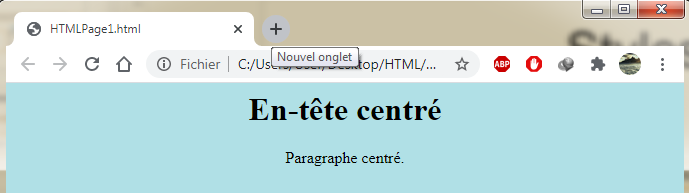 HTMLPage1.html
Nouvel onglet
Fichier | C:/Users/User/Desktop/HTML/...
ABP
En-tête centré
Paragraphe centré.